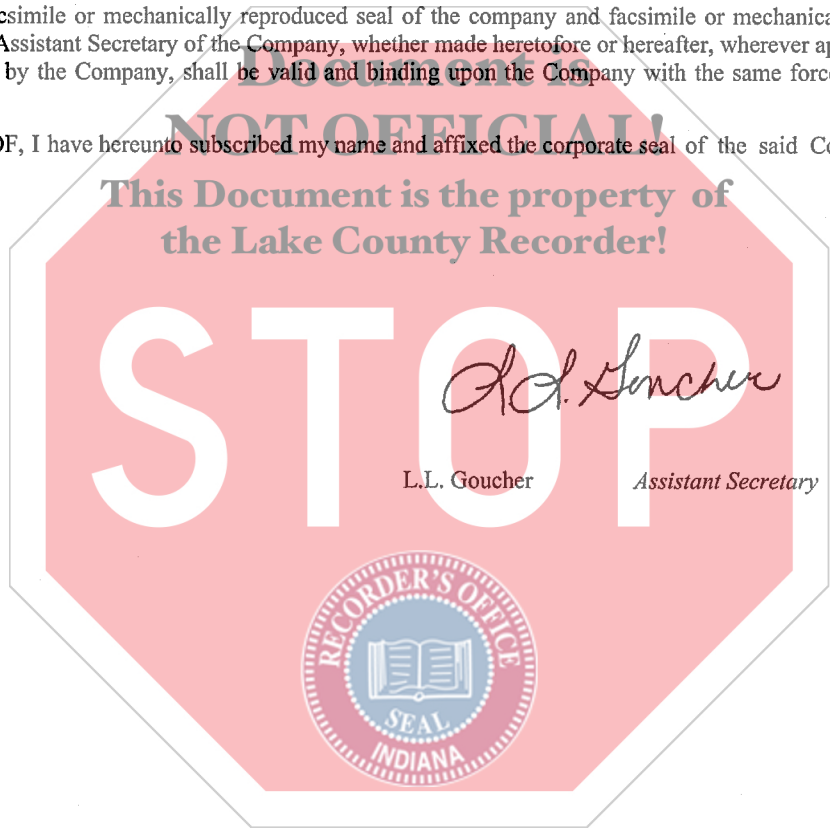 csimile or mechanically reproduced seal of the company and facsimile or mechanica
Assistant Secretary of the Company, whether made heretofore or hereafter, wherever ap
by the Company, shall be valid and binding upon the Company with the same forc
Document is
NOT OFFICIAL!
OF, I have hereunto subscribed my name and affixed the corporate seal of the said Co
This Document is the property of
the Lake County Recorder!
STOP
L.L. Goucher
L.L. Goucher Assistant Secretary
RECORDER'S OFFICE
SEAL
INDIANA